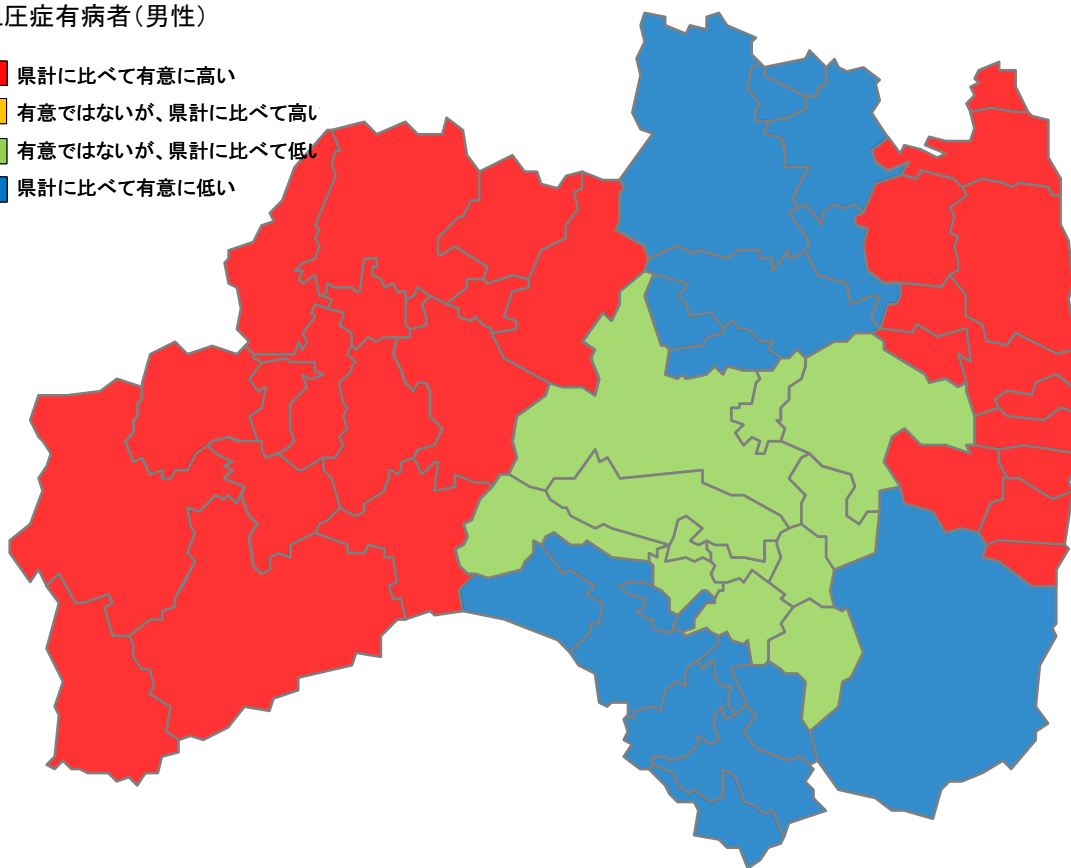 圧症有病者（男性）
県計に比べて有意に高い
有意ではないが、県計に比べて高い
有意ではないが、県計に比べて低い
県計に比べて有意に低い